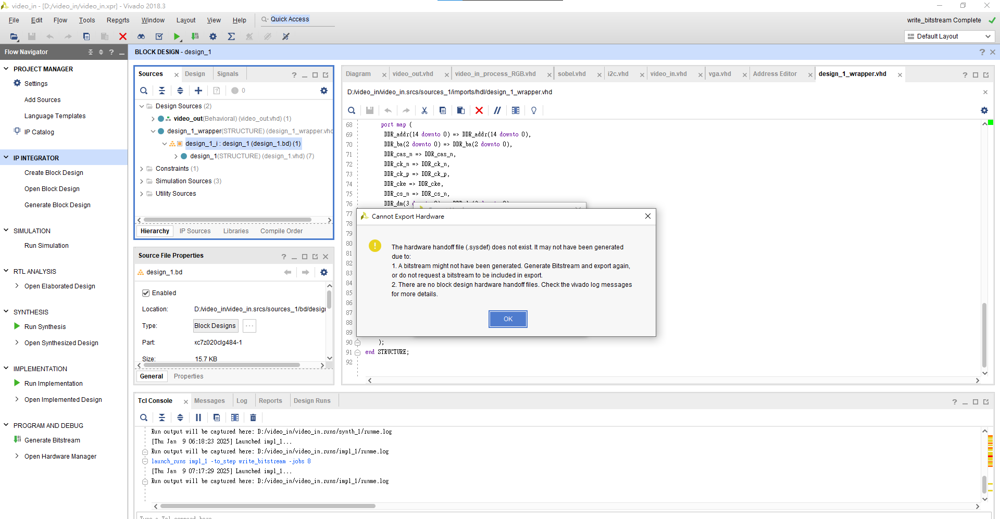 video_in - [D:/video_in/video_in.xpr] - Vivado 2018.3
File Edit Flow Tools Reports Window Layout View Help Quick Access
write_bitstream Complete
Default Layout
Flow Navigator
PROJECT MANAGER
Settings
Add Sources
Language Templates
IP Catalog
IP INTEGRATOR
Create Block Design
Open Block Design
Generate Block Design
SIMULATION
Run Simulation
RTL ANALYSIS
Open Elaborated Design
SYNTHESIS
Run Synthesis
Open Synthesized Design
IMPLEMENTATION
Run Implementation
Open Implemented Design
PROGRAM AND DEBUG
Generate Bitstream
Open Hardware Manager
BLOCK DESIGN - design_1
Sources Design Signals
0
Design Sources (2)
video_out(Behavioral) (video_out.vhd) (1)
design_1_wrapper(STRUCTURE) (design_1_wrapper.vhd
design_1_i : design_1 (design_1.bd) (1)
design_1(STRUCTURE) (design_1.vhd) (7)
Constraints (1)
Simulation Sources (3)
Utility Sources
Hierarchy IP Sources Libraries Compile Order
Source File Properties
design_1.bd
Enabled
Location: D:/video_in/video_in.srcs/sources_1/bd/design
Type: Block Designs ...
Part: xc7z020clg484-1
Size: 15.7 KB
General Properties
Diagram video_out.vhd video_in_process_RGB.vhd sobel.vhd i2c.vhd video_in.vhd vga.vhd Address Editor design_1_wrapper.vhd
D:/video_in/video_in.srcs/sources_1/imports/hdl/design_1_wrapper.vhd
68 port map (
69 DDR_addr(14 downto 0) => DDR_addr(14 downto 0),
70 DDR_ba(2 downto 0) => DDR_ba(2 downto 0),
71 DDR_cas_n => DDR_cas_n,
72 DDR_ck_n => DDR_ck_n,
73 DDR_ck_p => DDR_ck_p,
74 DDR_cke => DDR_cke,
75 DDR_cs_n => DDR_cs_n,
76 DDR_dm(3
77
78
79
80
81
82
83
84
85
86
87
88
89
90 );
91 end STRUCTURE;
92
Cannot Export Hardware
The hardware handoff file (.sysdef) does not exist. It may not have been generated
due to:
1. A bitstream might not have been generated. Generate Bitstream and export again,
or do not request a bitstream to be included in export.
2. There are no block design hardware handoff files. Check the vivado log messages
for more details.
OK
Tcl Console Messages Log Reports Design Runs
Run output will be captured here: D:/video_in/video_in.runs/synth_1/runme.log
[Thu Jan 9 06:18:23 2025] Launched impl_1...
Run output will be captured here: D:/video_in/video_in.runs/impl_1/runme.log
launch_runs impl_1 -to_step write_bitstream -jobs 8
[Thu Jan 9 07:17:29 2025] Launched impl_1...
Run output will be captured here: D:/video_in/video_in.runs/impl_1/runme.log
Type a Tcl command here